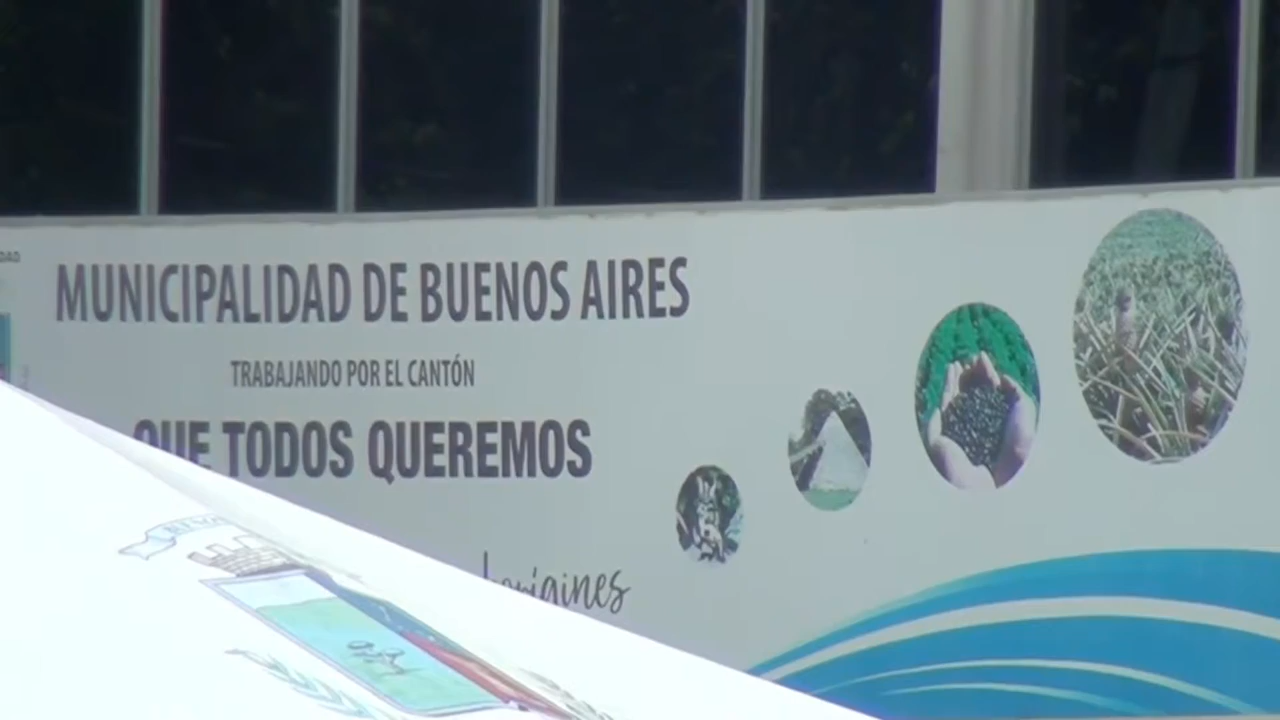 MUNICIPALIDAD DE BUENOS AIRES
TRABAJANDO POR EL CANTÓN
QUE TODOS QUEREMOS